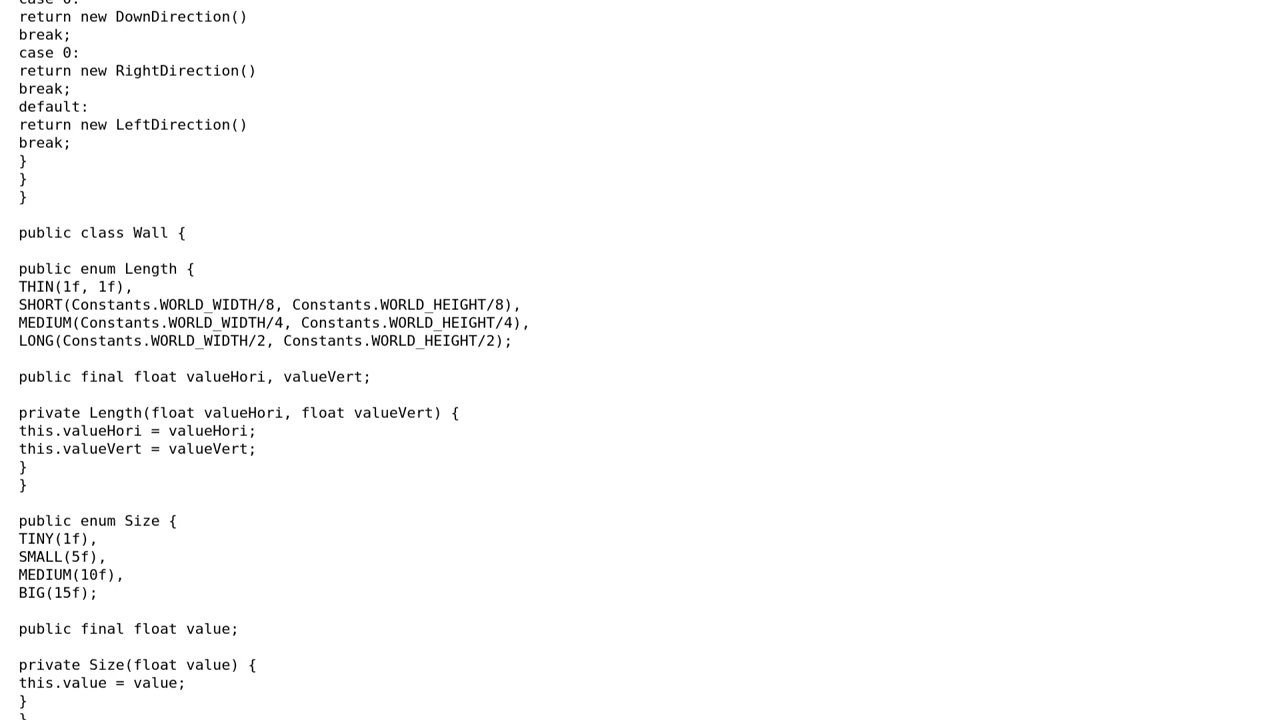 case 0:
return new DownDirection()
break;
case 0:
return new RightDirection()
break;
default:
return new LeftDirection()
break;
}
}
}
public class Wall {
public enum Length {
THIN(1f, 1f),
SHORT(Constants.WORLD_WIDTH/8, Constants.WORLD_HEIGHT/8),
MEDIUM(Constants.WORLD_WIDTH/4, Constants.WORLD_HEIGHT/4),
LONG(Constants.WORLD_WIDTH/2, Constants.WORLD_HEIGHT/2);
public final float valueHori, valueVert;
private Length(float valueHori, float valueVert) {
this.valueHori = valueHori;
this.valueVert = valueVert;
}
}
public enum Size {
TINY(1f),
SMALL(5f),
MEDIUM(10f),
BIG(15f);
public final float value;
private Size(float value) {
this.value = value;
}
}